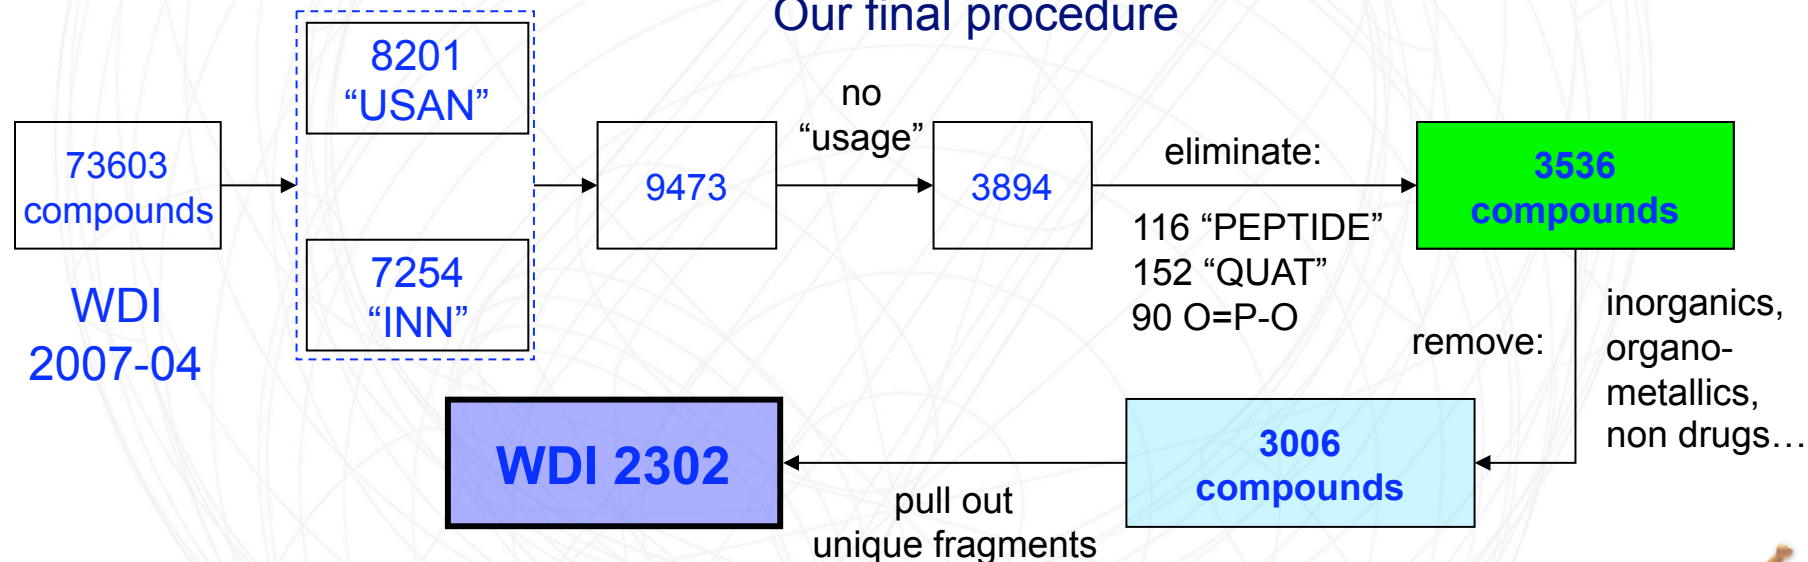 Our final procedure
73603
compounds
WDI
2007-04
8201
“USAN”
7254
“INN”
9473
no
“usage”
3894
eliminate:
116 “PEPTIDE”
152 “QUAT”
90 O=P-O
3536
compounds
remove:
inorganics,
organo-
metallics,
non drugs…
3006
compounds
pull out
unique fragments
WDI 2302